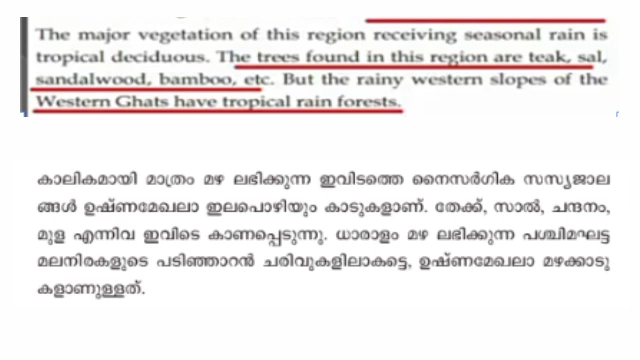 The major vegetation of this region receiving seasonal rain is
tropical deciduous. The trees found in this region are teak, sal,
sandalwood, bamboo, etc. But the rainy western slopes of the
Western Ghats have tropical rain forests.
കാലികമായി മാത്രം മഴ ലഭിക്കുന്ന ഇവിടത്തെ നൈസർഗിക സസ്യജാല
ങ്ങൾ ഉഷ്ണമേഖലാ ഇലപൊഴിയും കാടുകളാണ്. തേക്ക്, സാൽ, ചന്ദനം,
മുള എന്നിവ ഇവിടെ കാണപ്പെടുന്നു. ധാരാളം മഴ ലഭിക്കുന്ന പശ്ചിമഘട്ട
മലനിരകളുടെ പടിഞ്ഞാറൻ ചരിവുകളിലാകട്ടെ, ഉഷ്ണമേഖലാ മഴക്കാടു
കളാണുള്ളത്.